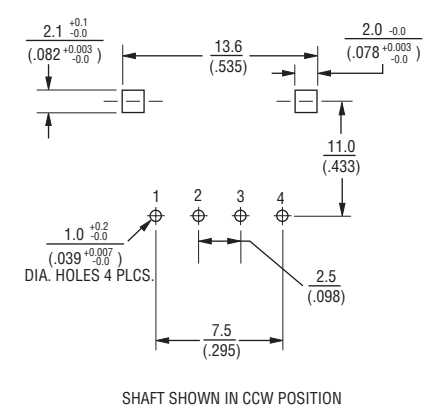 2.1 +0.1 -0.0
(.082 +0.003 -0.0 )
13.6
(.535)
2.0 -0.0
(.078 +0.003 -0.0 )
11.0
(.433)
1 2 3 4
1.0 +0.2 -0.0
(.039 +0.007 -0.0 )
DIA. HOLES 4 PLCS.
2.5
(.098)
7.5
(.295)
SHAFT SHOWN IN CCW POSITION